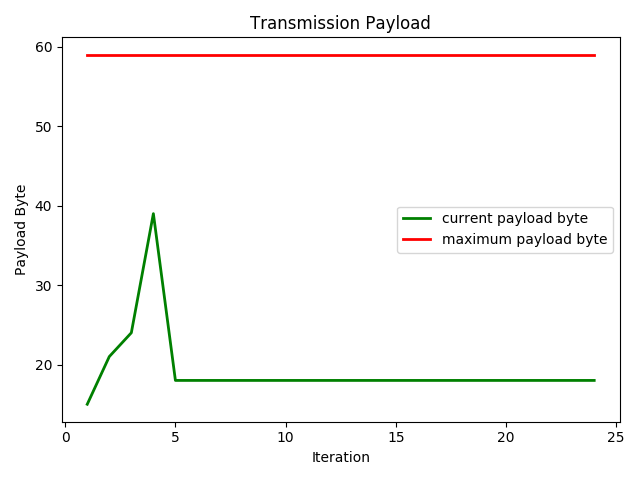 Transmission Payload
Payload Byte
60
50
40
30
20
current payload byte
maximum payload byte
0 5 10 15 20 25
Iteration